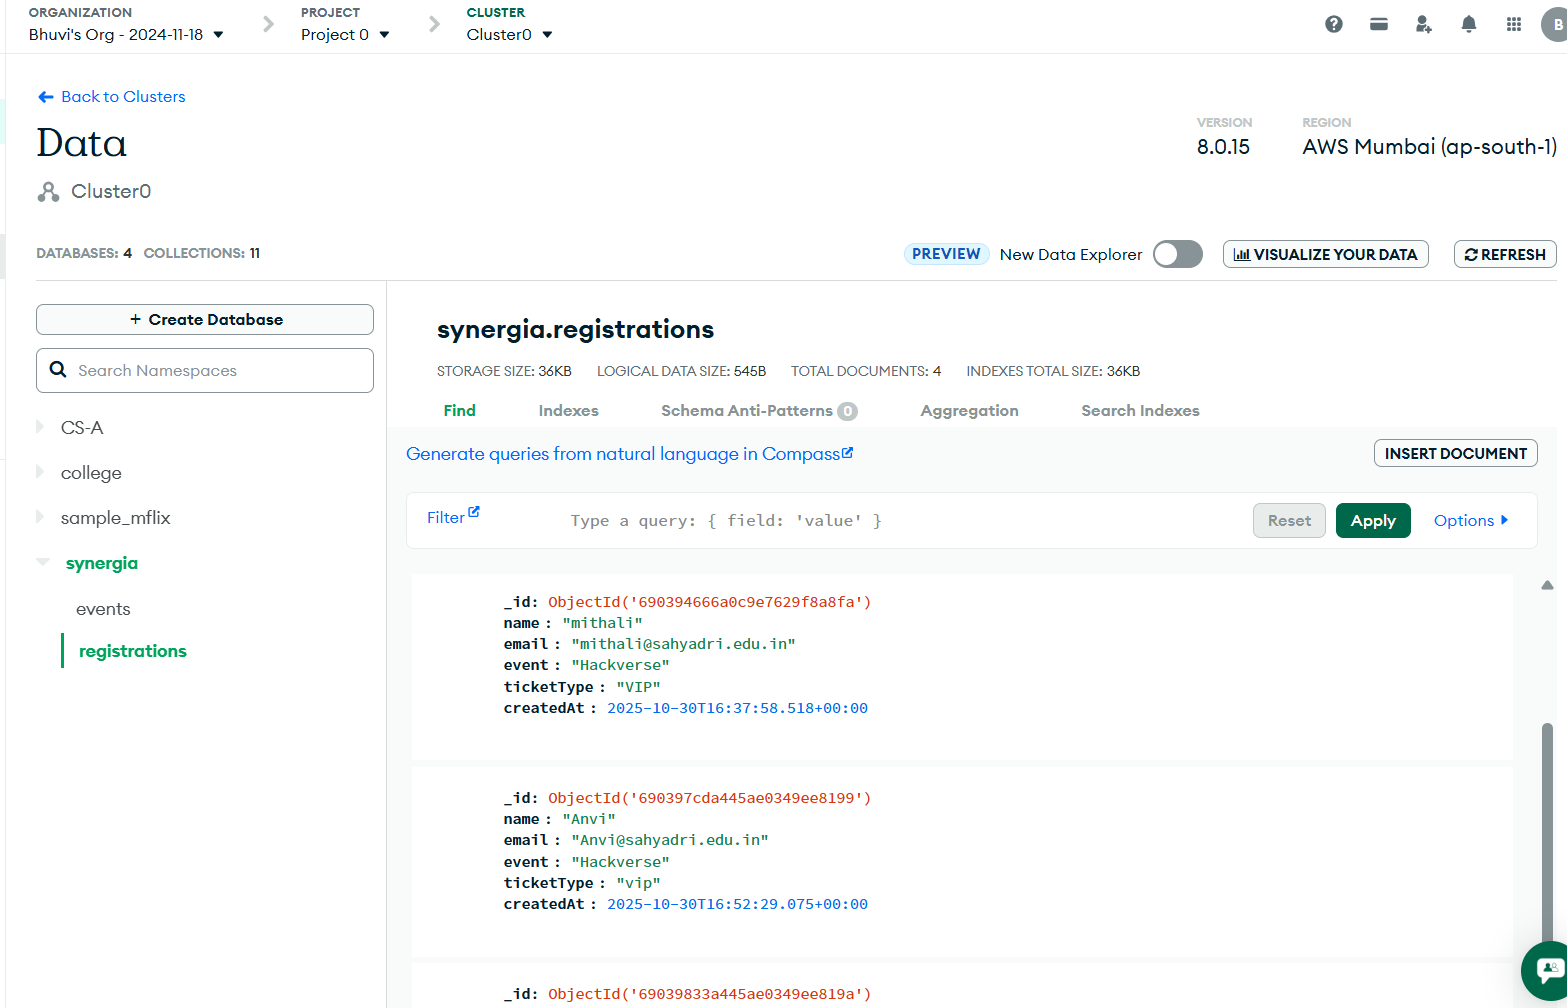 ORGANIZATION
Bhuvi's Org - 2024-11-18
PROJECT
Project 0
CLUSTER
Cluster0
B
Back to Clusters
Data
Cluster0
VERSION
8.0.15
REGION
AWS Mumbai (ap-south-1)
DATABASES: 4 COLLECTIONS: 11
PREVIEW New Data Explorer
VISUALIZE YOUR DATA
REFRESH
+ Create Database
Search Namespaces
CS-A
college
sample_mflix
synergia
events
registrations
synergia.registrations
STORAGE SIZE: 36KB LOGICAL DATA SIZE: 545B TOTAL DOCUMENTS: 4 INDEXES TOTAL SIZE: 36KB
Find Indexes Schema Anti-Patterns 0 Aggregation Search Indexes
Generate queries from natural language in Compass
INSERT DOCUMENT
Filter Type a query: { field: 'value' } Reset Apply Options
_id: ObjectId('690394666a0c9e7629f8a8fa')
name : "mithali"
email : "mithali@sahyadri.edu.in"
event : "Hackverse"
ticketType : "VIP"
createdAt : 2025-10-30T16:37:58.518+00:00
_id: ObjectId('690397cda445ae0349ee8199')
name : "Anvi"
email : "Anvi@sahyadri.edu.in"
event : "Hackverse"
ticketType : "vip"
createdAt : 2025-10-30T16:52:29.075+00:00
_id: ObjectId('69039833a445ae0349ee819a')